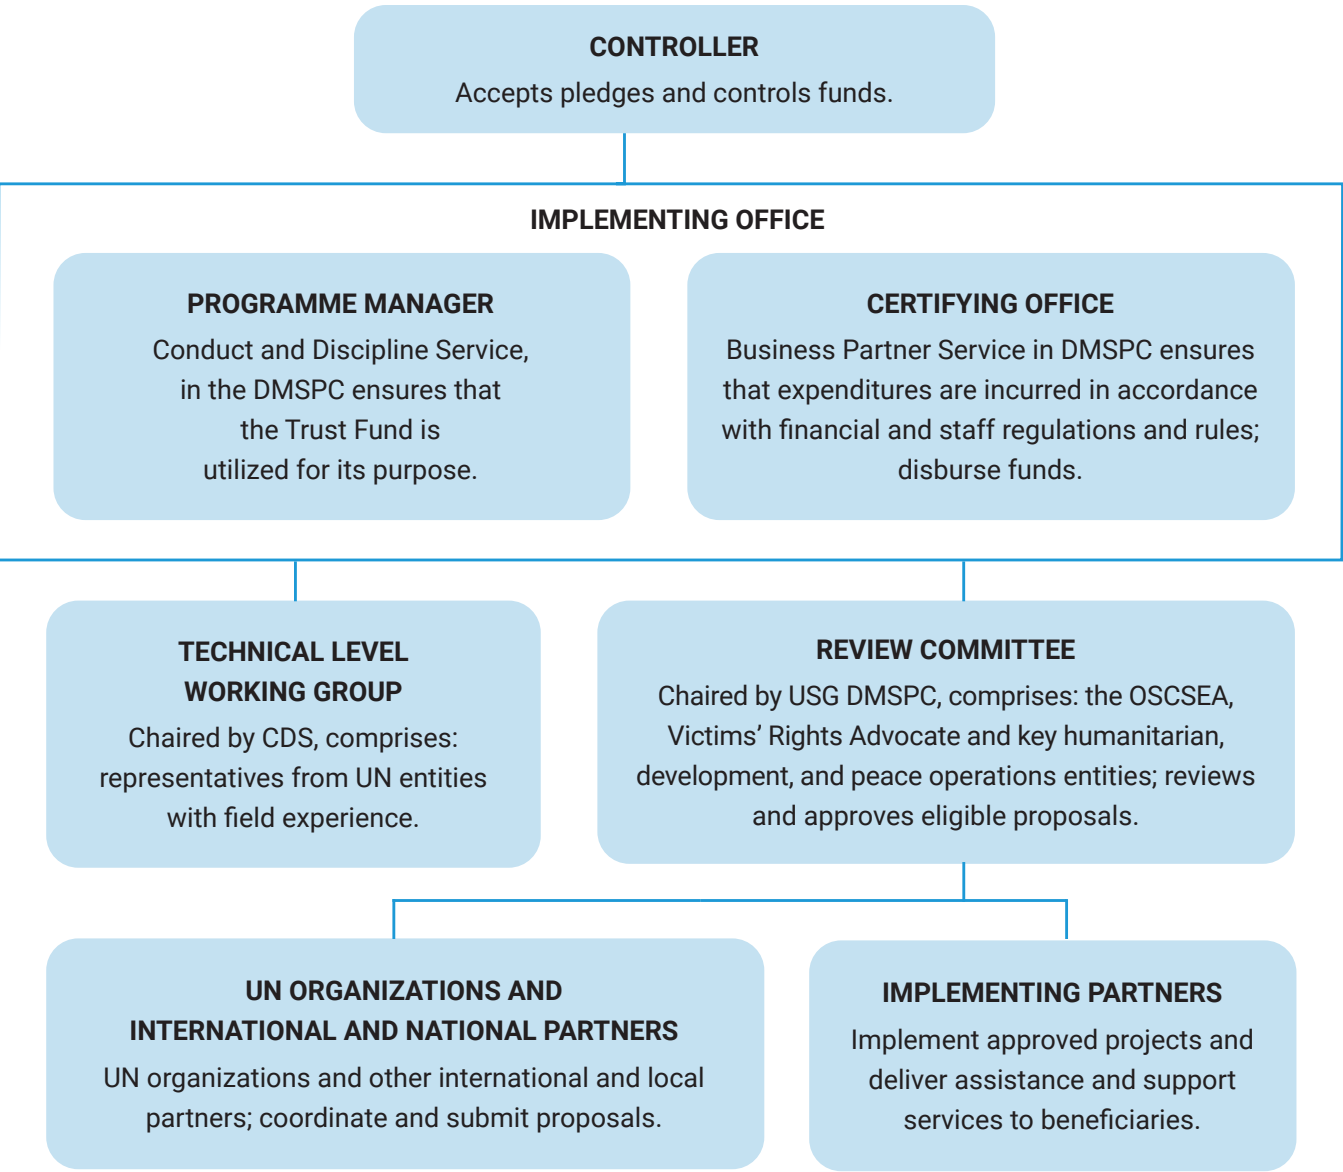 CONTROLLER
Accepts pledges and controls funds.
IMPLEMENTING OFFICE
PROGRAMME MANAGER
Conduct and Discipline Service,
in the DMSPC ensures that
the Trust Fund is
utilized for its purpose.
CERTIFYING OFFICE
Business Partner Service in DMSPC ensures
that expenditures are incurred in accordance
with financial and staff regulations and rules;
disburse funds.
TECHNICAL LEVEL
WORKING GROUP
Chaired by CDS, comprises:
representatives from UN entities
with field experience.
REVIEW COMMITTEE
Chaired by USG DMSPC, comprises: the OSCSEA,
Victims’ Rights Advocate and key humanitarian,
development, and peace operations entities; reviews
and approves eligible proposals.
UN ORGANIZATIONS AND
INTERNATIONAL AND NATIONAL PARTNERS
UN organizations and other international and local
partners; coordinate and submit proposals.
IMPLEMENTING PARTNERS
Implement approved projects and
deliver assistance and support
services to beneficiaries.